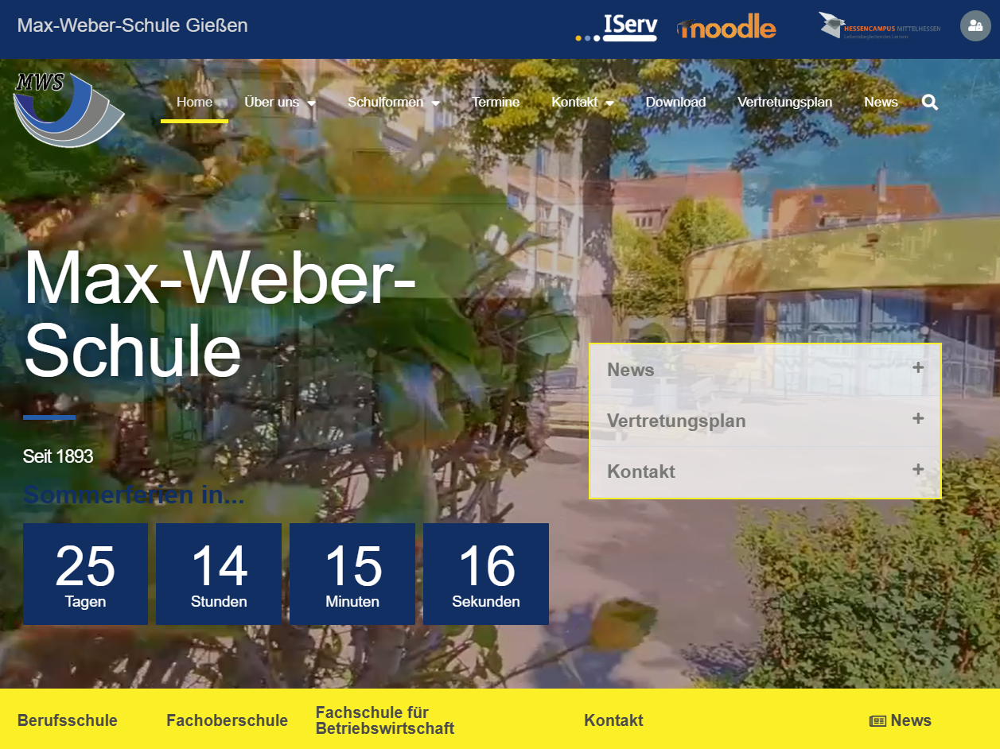 Max-Weber-Schule Gießen
IServ
moodle
HESSENCAMPUS MITTELHESSEN
Lebensbegleitendes Lernen
MWS
Home
Über uns
Schulformen
Termine
Kontakt
Download
Vertretungsplan
News
Max-Weber-
Schule
News
Vertretungsplan
Kontakt
Seit 1893
Sommerferien in...
25
Tagen
14
Stunden
15
Minuten
16
Sekunden
Berufsschule
Fachoberschule
Fachschule für
Betriebswirtschaft
Kontakt
News